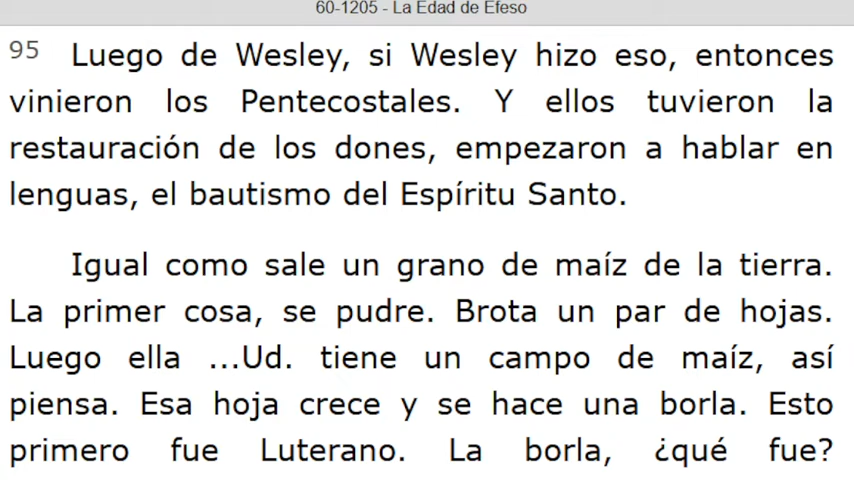 60-1205 - La Edad de Efeso
95 Luego de Wesley, si Wesley hizo eso, entonces
vinieron los Pentecostales. Y ellos tuvieron la
restauración de los dones, empezaron a hablar en
lenguas, el bautismo del Espíritu Santo.
Igual como sale un grano de maíz de la tierra.
La primer cosa, se pudre. Brota un par de hojas.
Luego ella ...Ud. tiene un campo de maíz, así
piensa. Esa hoja crece y se hace una borla. Esto
primero fue Luterano. La borla, ¿qué fue?